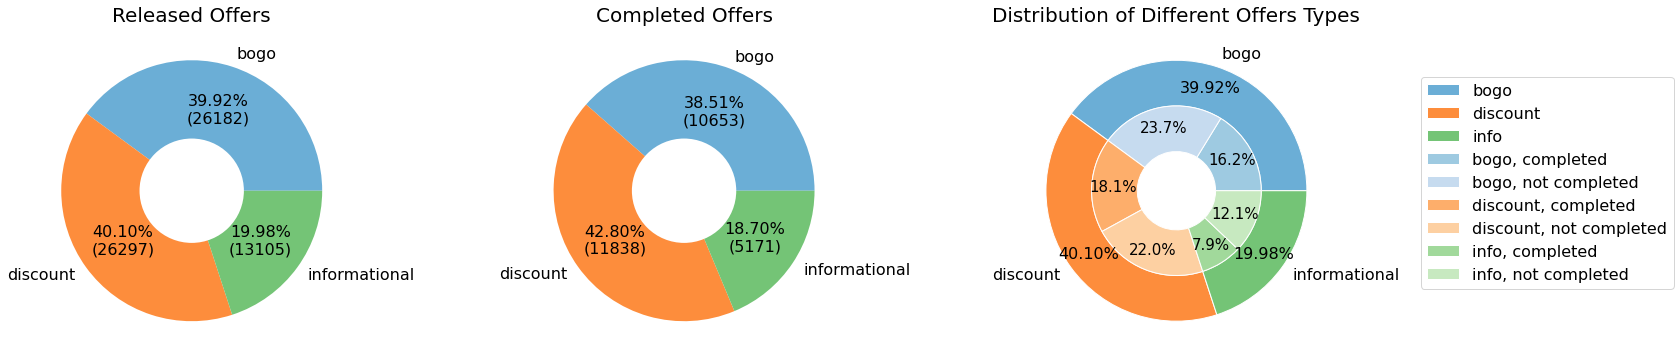 Released Offers
bogo
39.92%
(26182)
40.10%
(26297)
19.98%
(13105)
discount
informational
Completed Offers
bogo
38.51%
(10653)
42.80%
(11838)
18.70%
(5171)
discount
informational
Distribution of Different Offers Types
bogo
39.92%
23.7%
16.2%
18.1%
12.1%
22.0%
7.9%
40.10%
19.98%
discount
informational
bogo
discount
info
bogo, completed
bogo, not completed
discount, completed
discount, not completed
info, completed
info, not completed